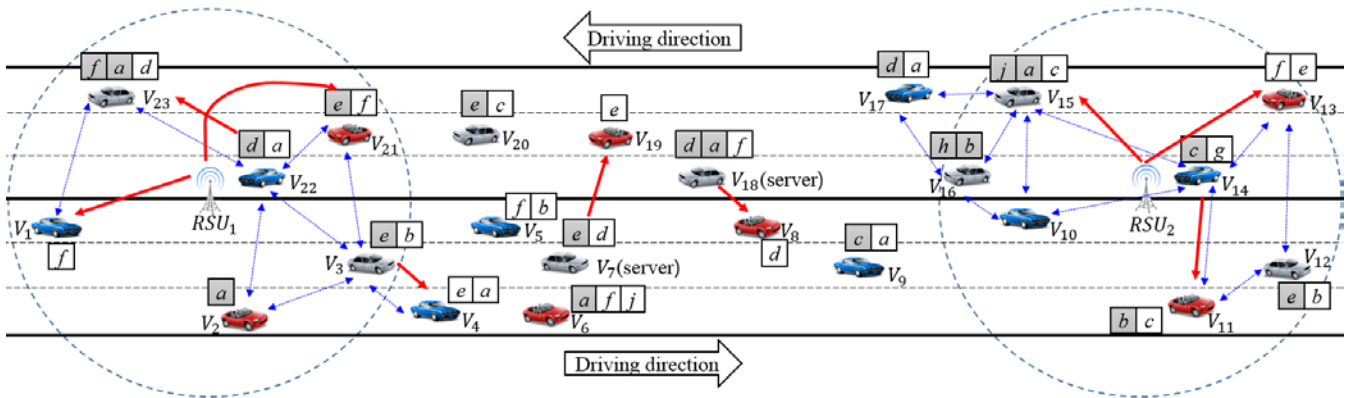 Driving direction
f a d
V23
e f
V21
e c
V20
e
V19
d a
V17
j a c
V15
f e
V13
d a
V22
d a f
V18(server)
h b
V16
c g
V14
RSU1
RSU2
V1
f
f b
V5
V8
d
V10
e b
V3
e d
V7(server)
c a
V9
V12
e b
a
V2
e a
V4
a f j
V6
b c
V11
Driving direction